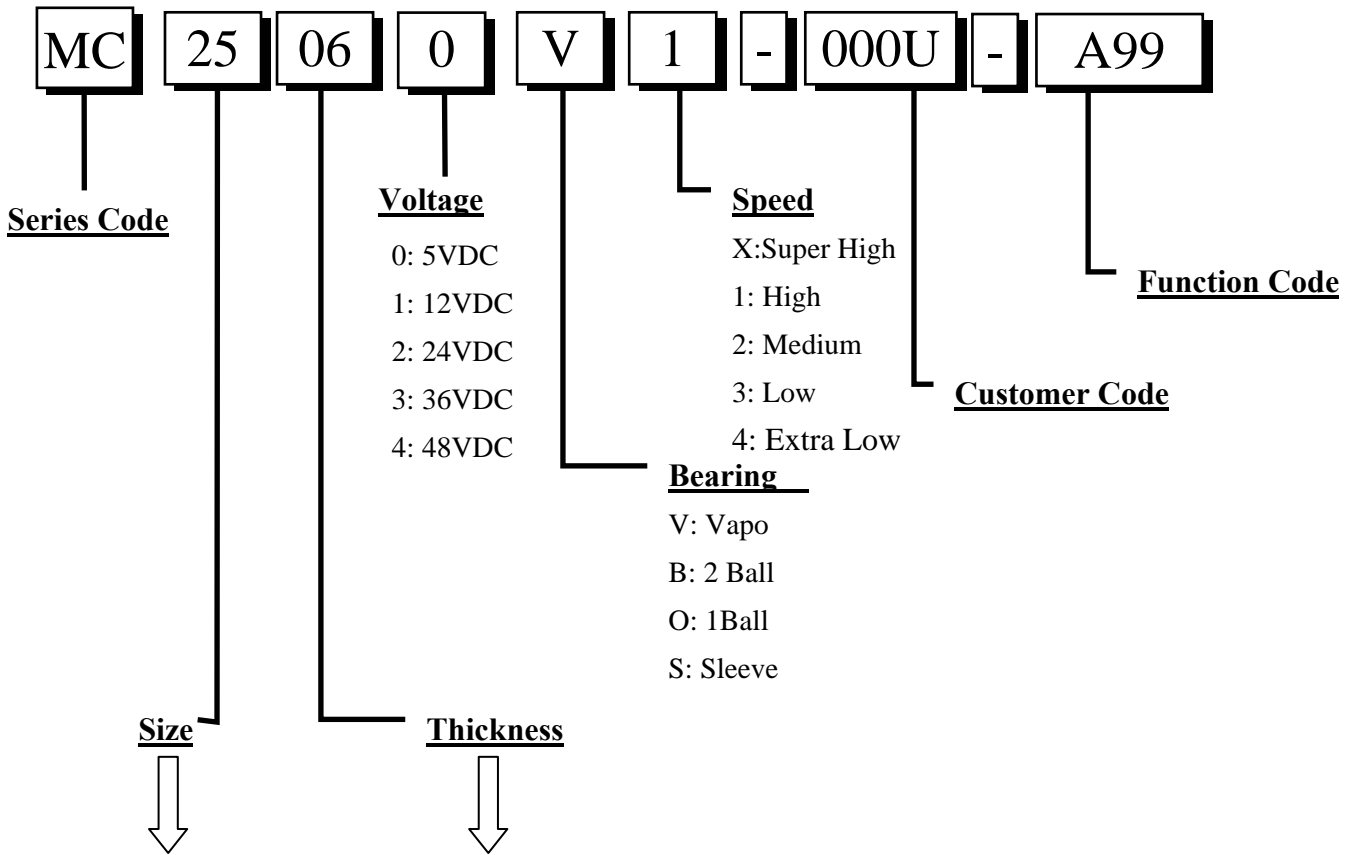 MC 25 06 0 V 1 - 000U - A99
Series Code
Voltage
0: 5VDC
1: 12VDC
2: 24VDC
3: 36VDC
4: 48VDC
Speed
X:Super High
1: High
2: Medium
3: Low
4: Extra Low
Function Code
Customer Code
Bearing
V: Vapo
B: 2 Ball
O: 1Ball
S: Sleeve
Size
Thickness